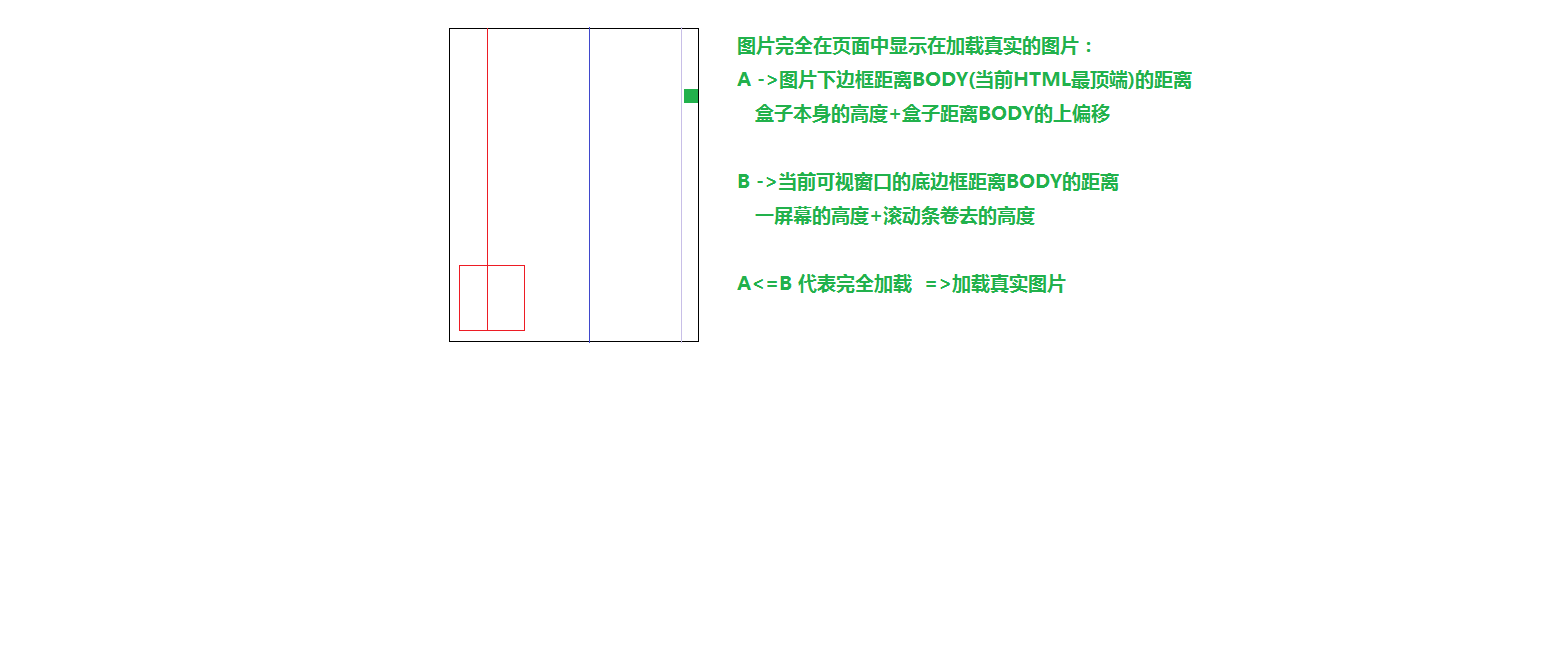 图片完全在页面中显示在加载真实的图片：
A ->图片下边框距离BODY(当前HTML最顶端)的距离
盒子本身的高度+盒子距离BODY的上偏移
B ->当前可视窗口的底边框距离BODY的距离
一屏幕的高度+滚动条卷去的高度
A<=B 代表完全加载  =>加载真实图片